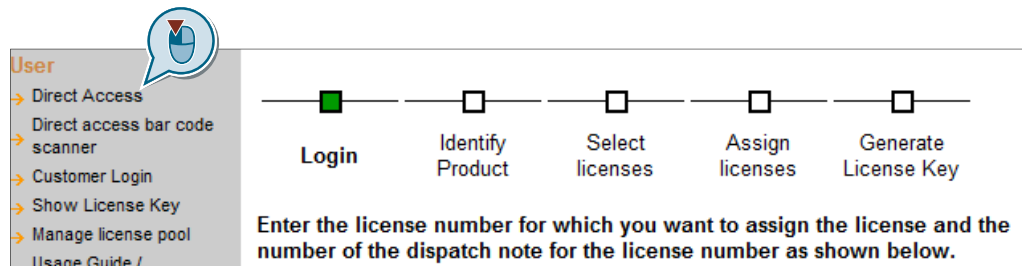 User
Direct Access
Direct access bar code
scanner
Customer Login
Show License Key
Manage license pool
Usage Guide /
Login
Identify
Product
Select
licenses
Assign
licenses
Generate
License Key
Enter the license number for which you want to assign the license and the
number of the dispatch note for the license number as shown below.